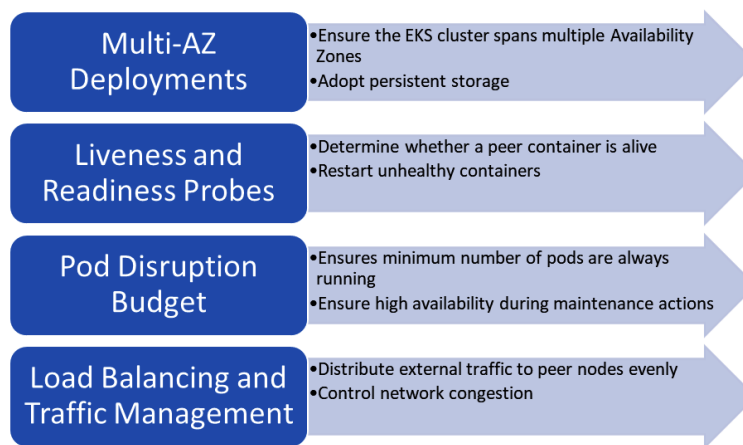 Multi-AZ
Deployments
•Ensure the EKS cluster spans multiple Availability
Zones
•Adopt persistent storage
Liveness and
Readiness Probes
•Determine whether a peer container is alive
•Restart unhealthy containers
Pod Disruption
Budget
•Ensures minimum number of pods are always
running
•Ensure high availability during maintenance actions
Load Balancing and
Traffic Management
•Distribute external traffic to peer nodes evenly
•Control network congestion